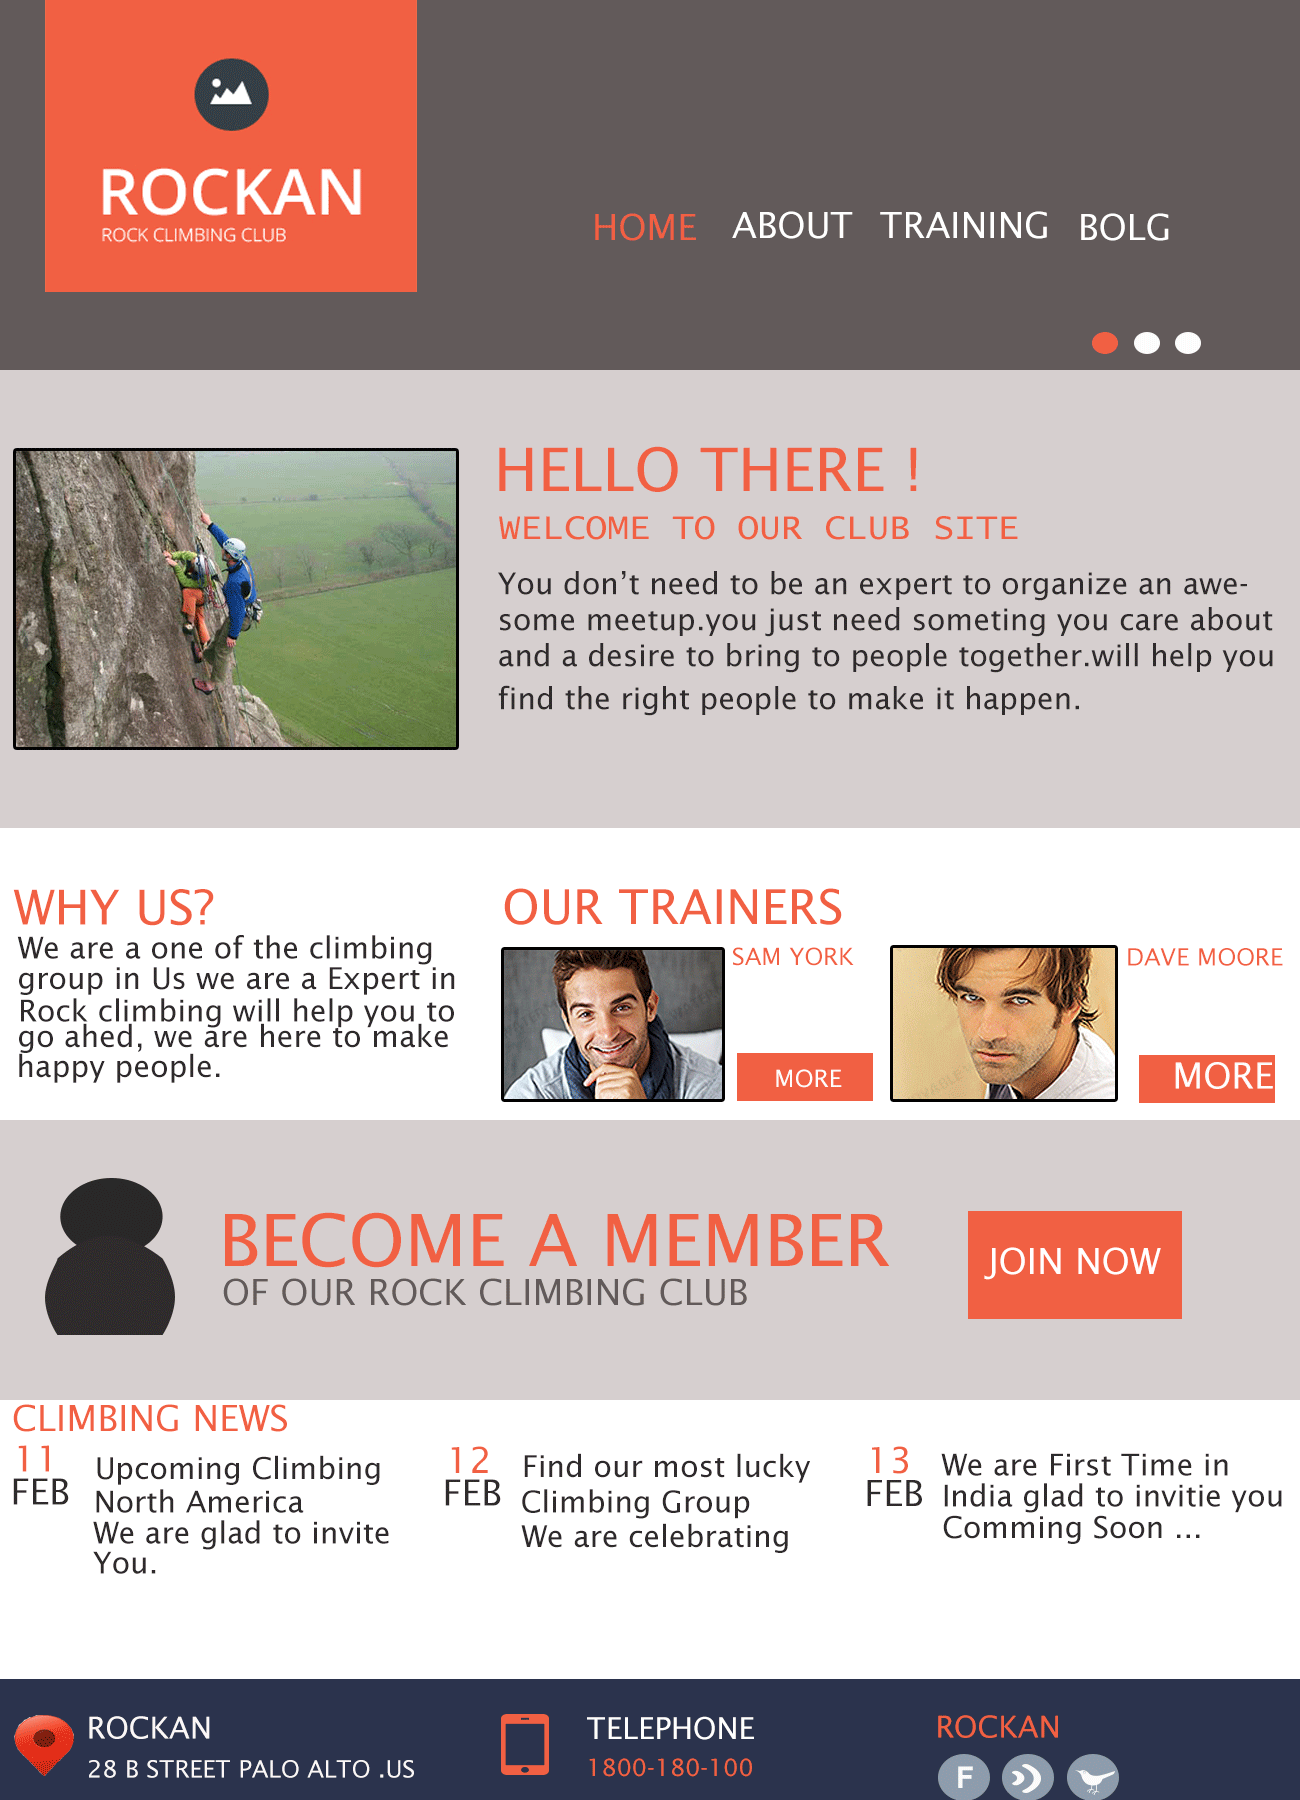 ROCKAN
ROCK CLIMBING CLUB
HOME ABOUT TRAINING BOLG
HELLO THERE !
WELCOME TO OUR CLUB SITE
You don’t need to be an expert to organize an awe-
some meetup.you just need someting you care about
and a desire to bring to people together.will help you
find the right people to make it happen.
WHY US?
We are a one of the climbing
group in Us we are a Expert in
Rock climbing will help you to
go ahed, we are here to make
happy people.
OUR TRAINERS
SAM YORK
MORE
DAVE MOORE
MORE
BECOME A MEMBER
OF OUR ROCK CLIMBING CLUB
JOIN NOW
CLIMBING NEWS
11
FEB
Upcoming Climbing
North America
We are glad to invite
You.
12
FEB
Find our most lucky
Climbing Group
We are celebrating
13
FEB
We are First Time in
India glad to invitie you
Comming Soon ...
ROCKAN
28 B STREET PALO ALTO .US
TELEPHONE
1800-180-100
ROCKAN
F